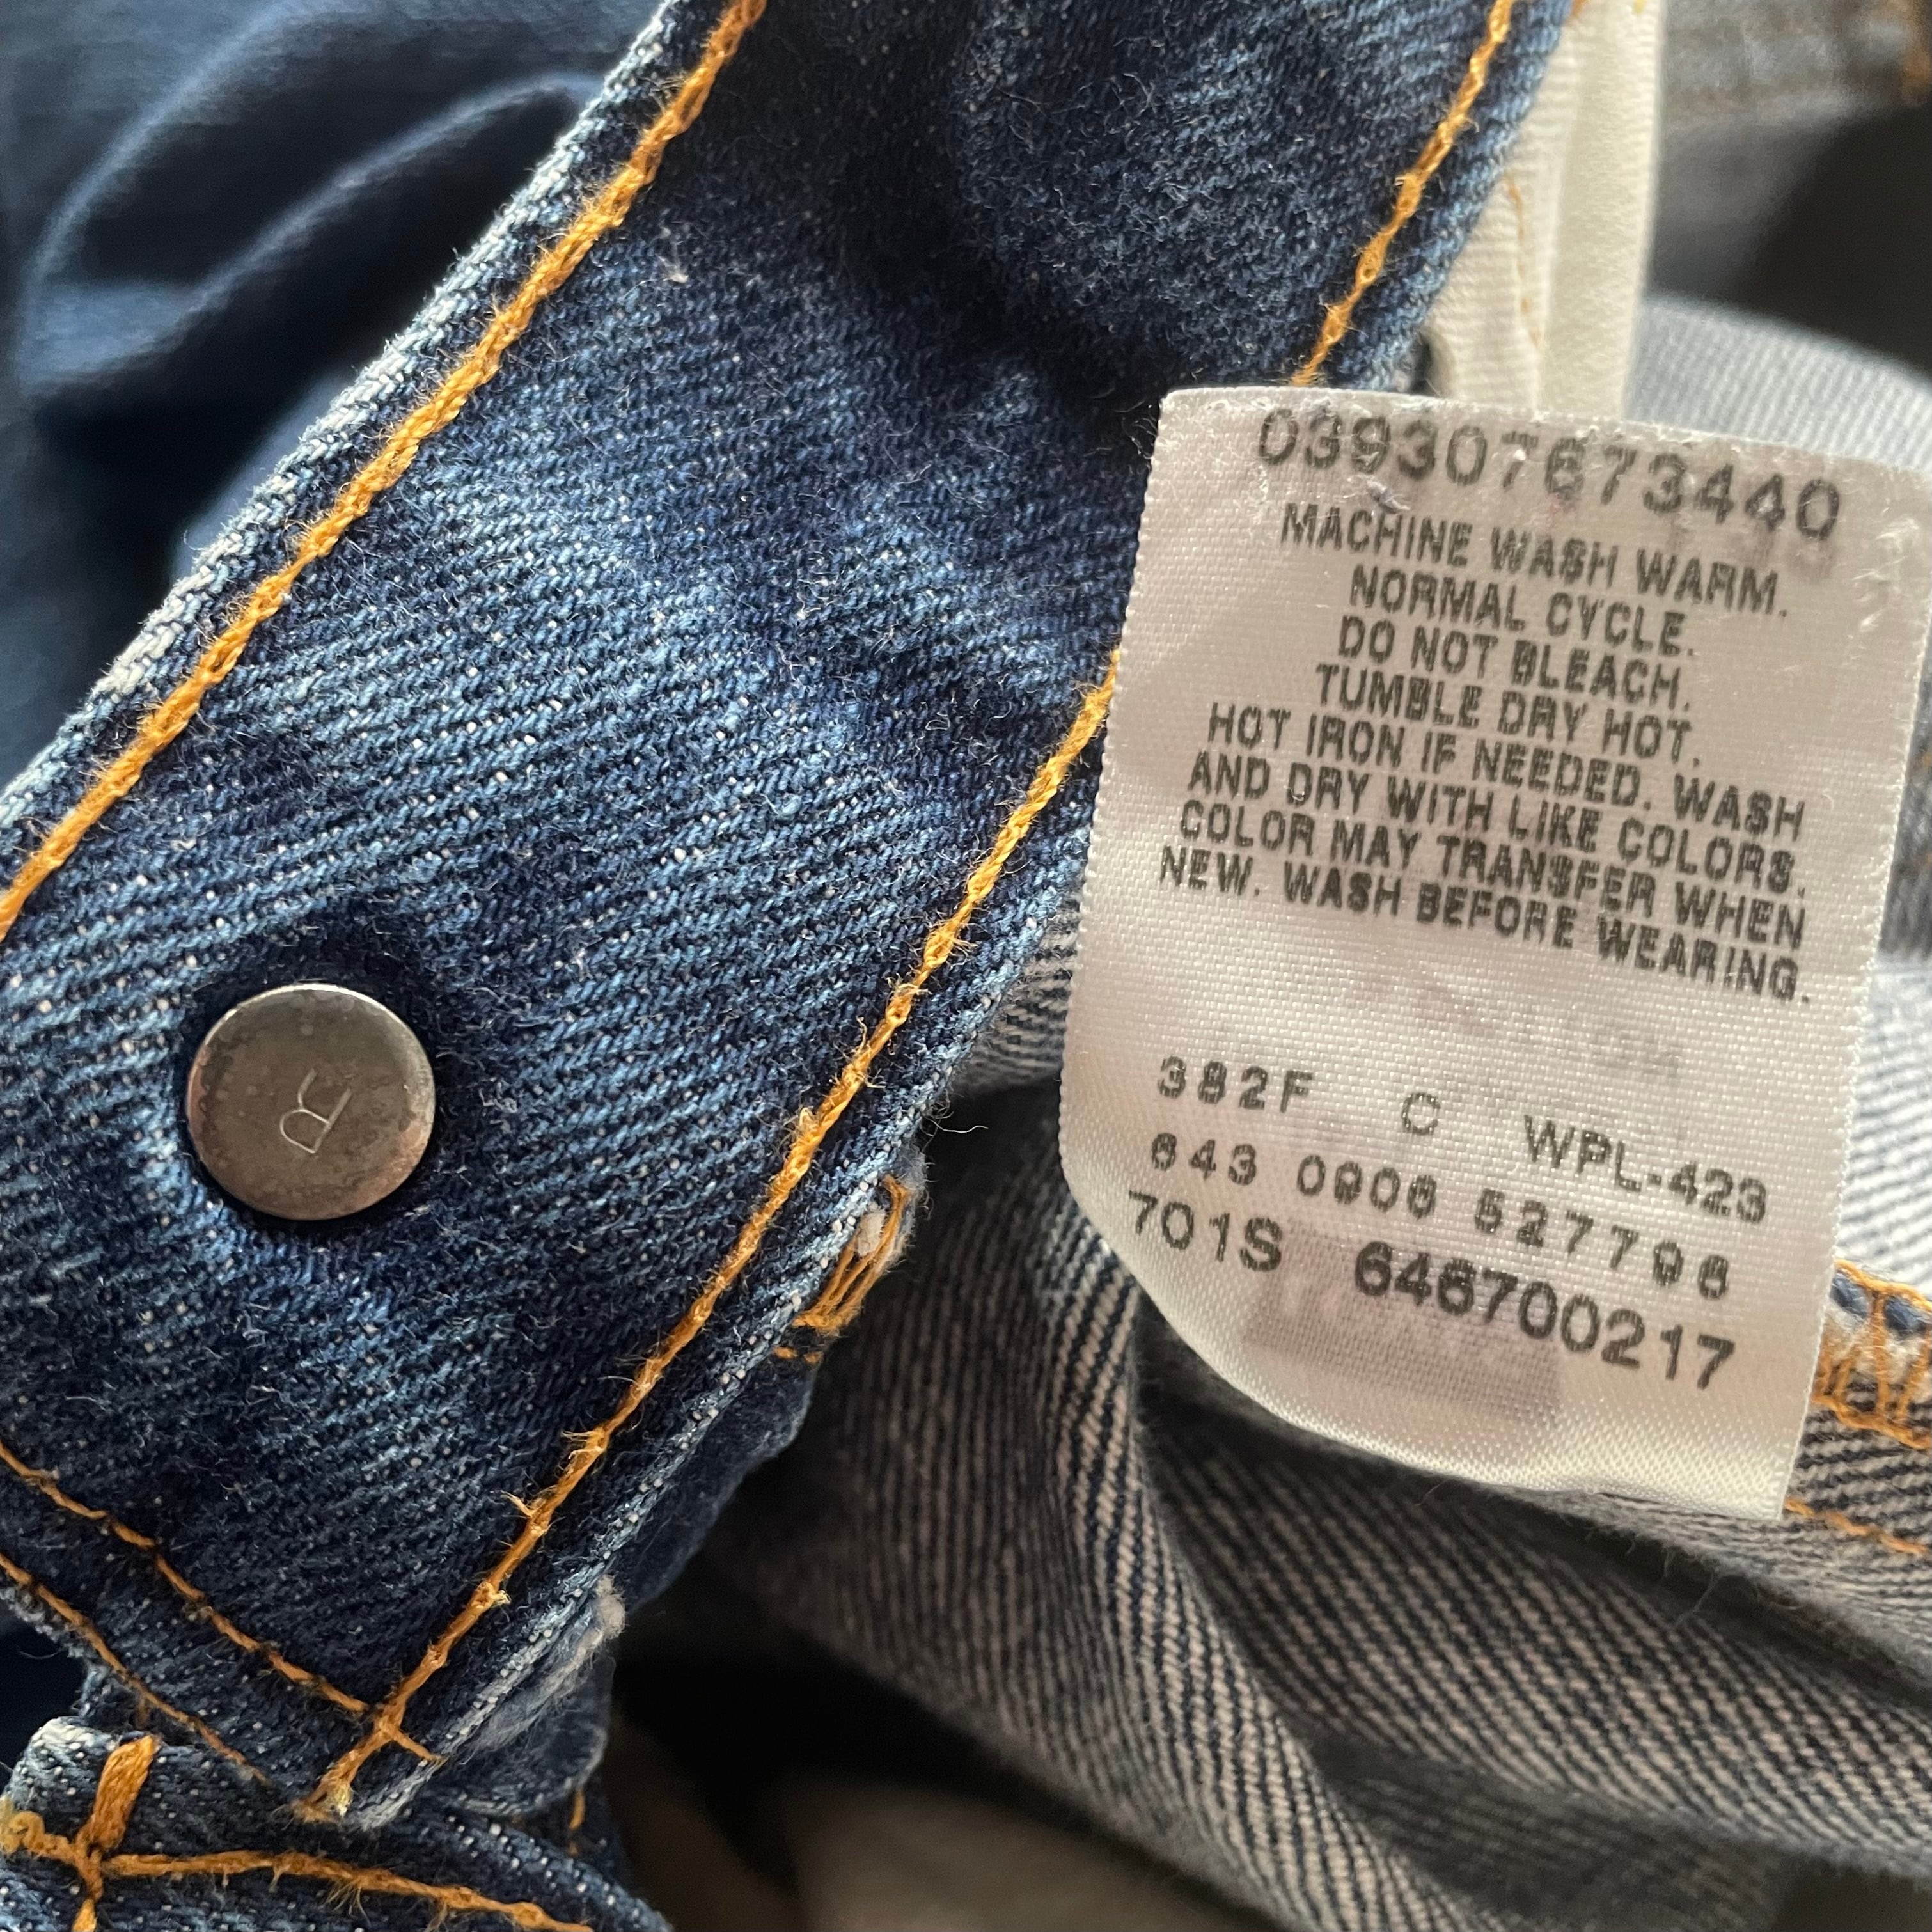 039307673440
MACHINE WASH WARM.
NORMAL CYCLE.
DO NOT BLEACH.
TUMBLE DRY HOT.
HOT IRON IF NEEDED. WASH
AND DRY WITH LIKE COLORS.
COLOR MAY TRANSFER WHEN
NEW. WASH BEFORE WEARING.
382F C WPL-423
643 0906 527796
701S 646700217
R